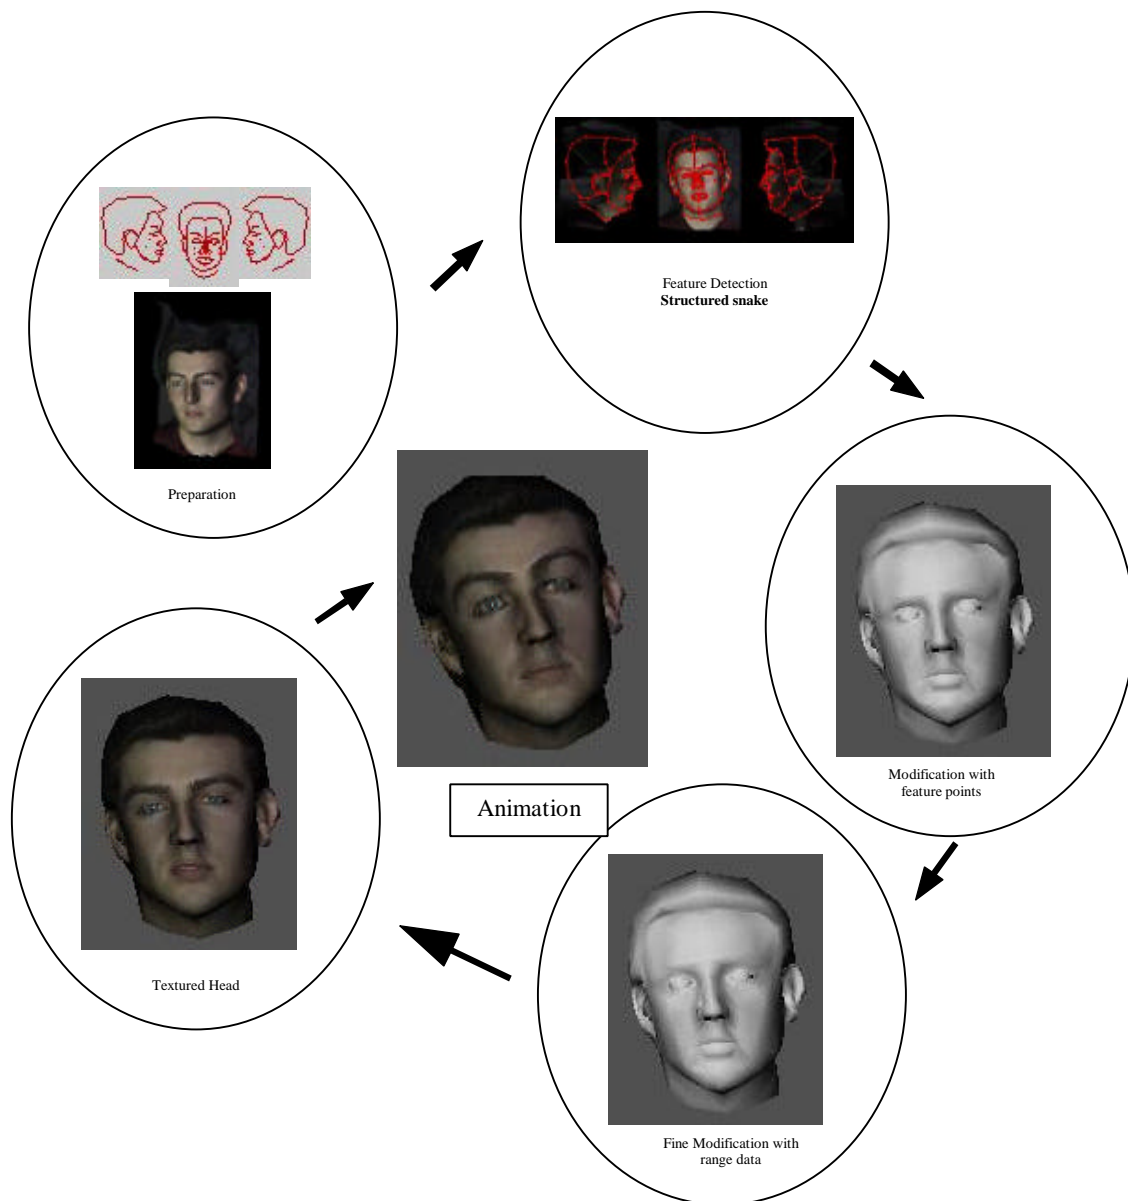 Feature Detection
Structured snake
Preparation
Modification with
feature points
Animation
Textured Head
Fine Modification with
range data